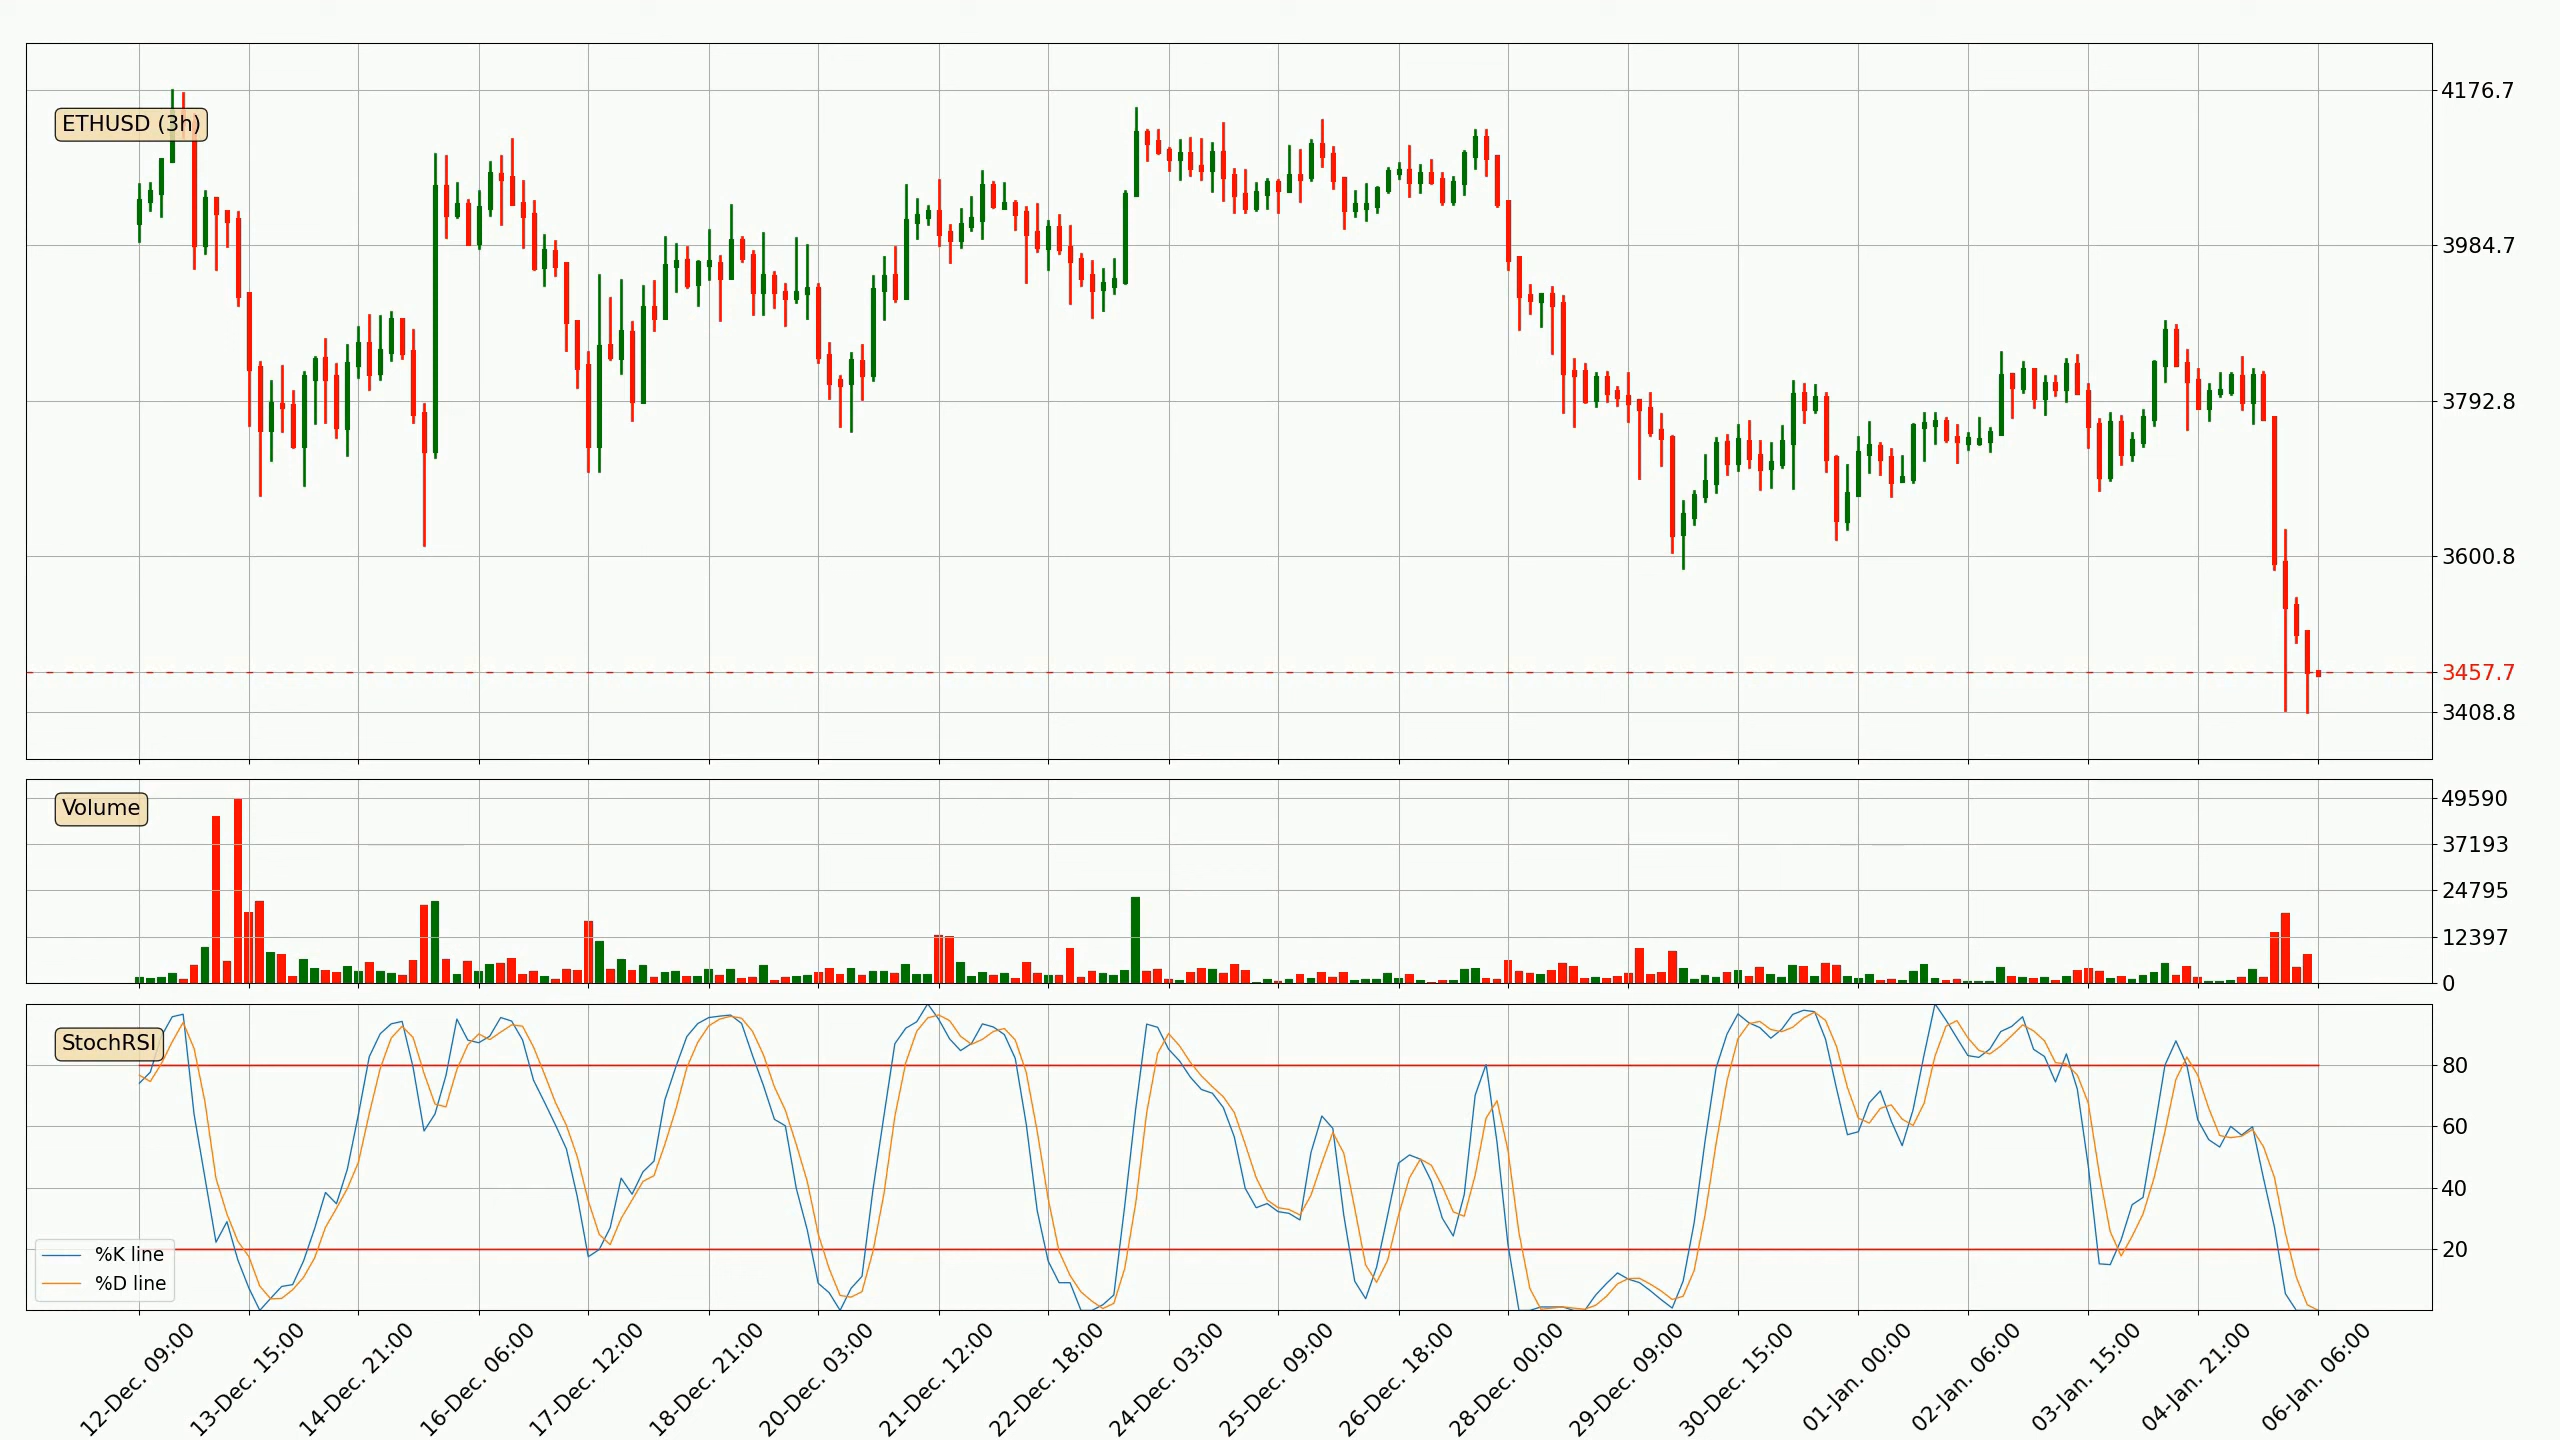 ETHUSD (3h)
4176.7
3984.7
3792.8
3600.8
3457.7
3408.8
Volume
49590
37193
24795
12397
0
StochRSI
80
60
40
20
%K line
%D line
12-Dec. 09:00
13-Dec. 15:00
14-Dec. 21:00
16-Dec. 06:00
17-Dec. 12:00
18-Dec. 21:00
20-Dec. 03:00
21-Dec. 12:00
22-Dec. 18:00
24-Dec. 03:00
25-Dec. 09:00
26-Dec. 18:00
28-Dec. 00:00
29-Dec. 09:00
30-Dec. 15:00
01-Jan. 00:00
02-Jan. 06:00
03-Jan. 15:00
04-Jan. 21:00
06-Jan. 06:00